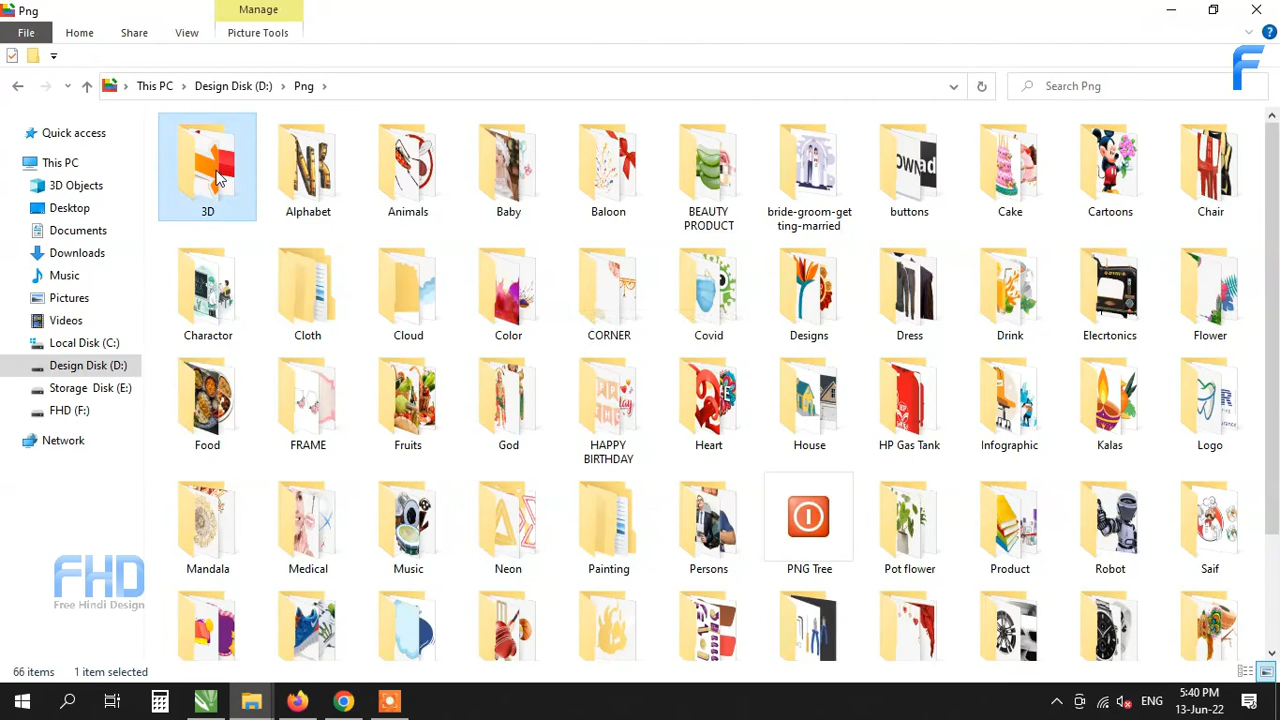 Png
Manage
File
Home
Share
View
Picture Tools
This PC
Design Disk (D:)
Png
Search Png
F
Quick access
This PC
3D Objects
Desktop
Documents
Downloads
Music
Pictures
Videos
Local Disk (C:)
Design Disk (D:)
Storage Disk (E:)
FHD (F:)
Network
3D
Alphabet
Animals
Baby
Baloon
BEAUTY
PRODUCT
bride-groom-get
ting-married
buttons
Cake
Cartoons
Chair
Charactor
Cloth
Cloud
Color
CORNER
Covid
Designs
Dress
Drink
Elecrtonics
Flower
Food
FRAME
Fruits
God
HAPPY
BIRTHDAY
Heart
House
HP Gas Tank
Infographic
Kalas
Logo
Mandala
Medical
Music
Neon
Painting
Persons
PNG Tree
Pot flower
Product
Robot
Saif
FHD
Free Hindi Design
66 items
1 item selected
ENG
5:40 PM
13-Jun-22